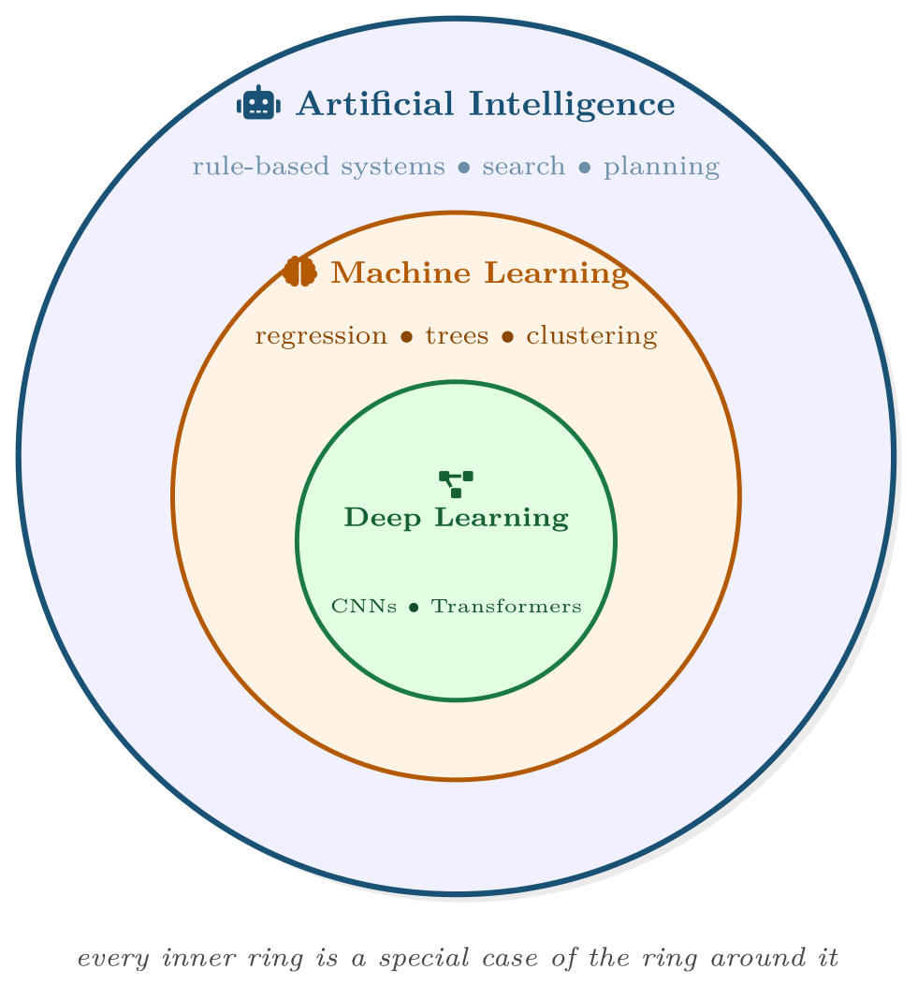 Artificial Intelligence
rule-based systems • search • planning
Machine Learning
regression • trees • clustering
Deep Learning
CNNs • Transformers
every inner ring is a special case of the ring around it